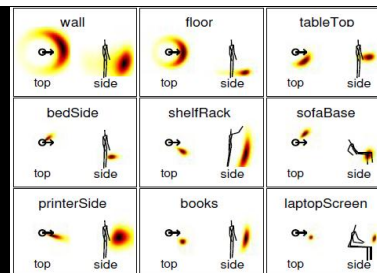 wall floor tableTop
top side top side top side
bedSide shelfRack sofaBase
top side top side top side
printerSide books laptopScreen
top side top side top side